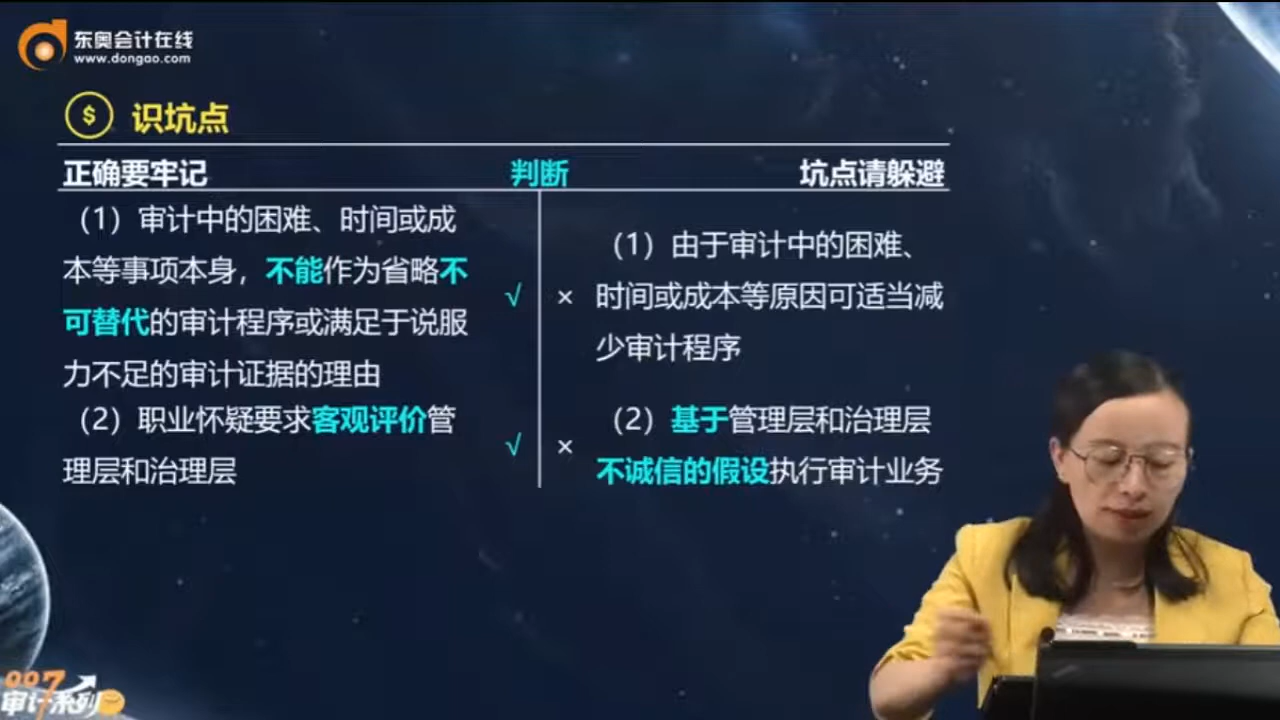 东奥会计在线
www.dongao.com
$ 识坑点
正确要牢记 判断 坑点请躲避
（1）审计中的困难、时间或成
本等事项本身，不能作为省略不
可替代的审计程序或满足于说服
力不足的审计证据的理由
√ ×
（1）由于审计中的困难、
时间或成本等原因可适当减
少审计程序
（2）职业怀疑要求客观评价管
理层和治理层
√ ×
（2）基于管理层和治理层
不诚信的假设执行审计业务
007
审计系列